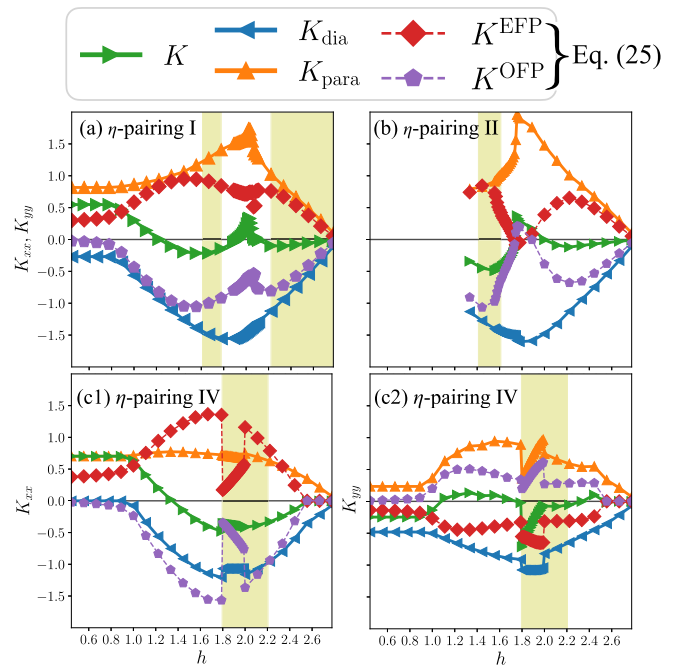 K
K_dia
K_para
K^EFP
K^OFP
Eq. (25)
(a) η-pairing I
(b) η-pairing II
K_xx, K_yy
1.5
1.0
0.5
0.0
−0.5
−1.0
−1.5
(c1) η-pairing IV
(c2) η-pairing IV
K_xx
1.5
1.0
0.5
0.0
−0.5
−1.0
−1.5
K_yy
0.6 0.8 1.0 1.2 1.4 1.6 1.8 2.0 2.2 2.4 2.6
0.6 0.8 1.0 1.2 1.4 1.6 1.8 2.0 2.2 2.4 2.6
h
h